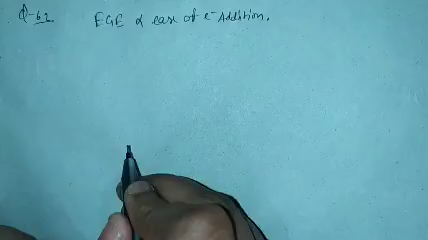 Q-62 EGE α ease of e⁻ Addition.